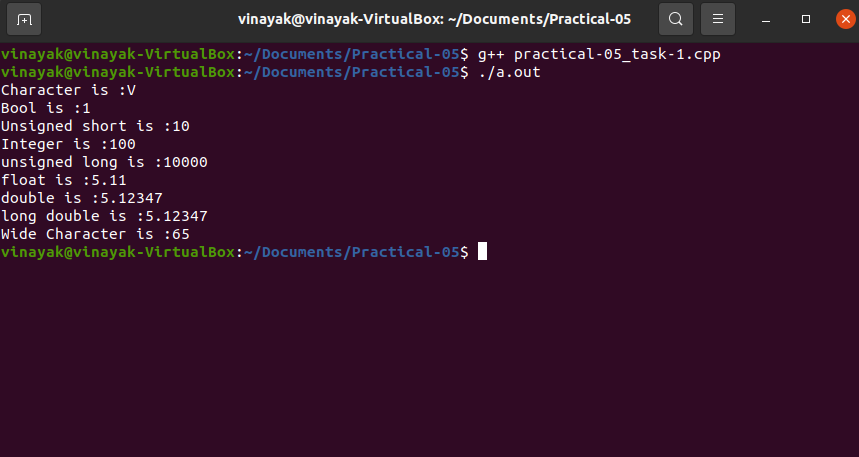 vinayak@vinayak-VirtualBox: ~/Documents/Practical-05
vinayak@vinayak-VirtualBox:~/Documents/Practical-05$ g++ practical-05_task-1.cpp
vinayak@vinayak-VirtualBox:~/Documents/Practical-05$ ./a.out
Character is :V
Bool is :1
Unsigned short is :10
Integer is :100
unsigned long is :10000
float is :5.11
double is :5.12347
long double is :5.12347
Wide Character is :65
vinayak@vinayak-VirtualBox:~/Documents/Practical-05$